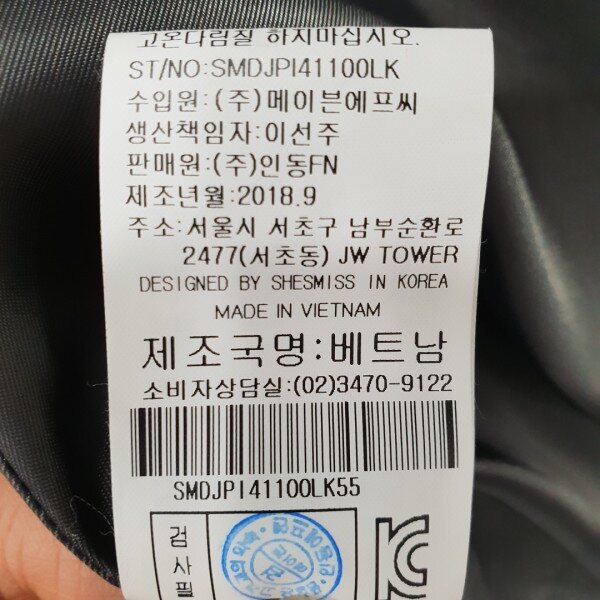 고온다림질 하지마십시오.
ST/NO:SMDJPI41100LK
수입원:(주)메이븐에프씨
생산책임자:이선주
판매원:(주)인동FN
제조년월:2018.9
주소:서울시 서초구 남부순환로
2477(서초동) JW TOWER
DESIGNED BY SHESMISS IN KOREA
MADE IN VIETNAM
제조국명:베트남
소비자상담실:(02)3470-9122
SMDJPI41100LK55
검사필